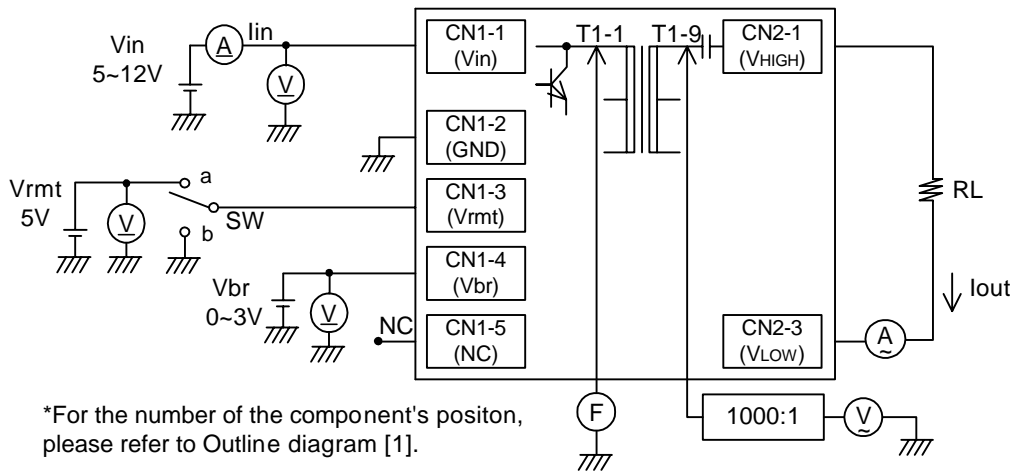 Vin
5~12V
A
Iin
V
CN1-1
(Vin)
T1-1
T1-9
CN2-1
(VHIGH)
CN1-2
(GND)
Vrmt
5V
V
a
b
SW
CN1-3
(Vrmt)
RL
Vbr
0~3V
V
CN1-4
(Vbr)
Iout
NC
CN1-5
(NC)
CN2-3
(VLOW)
A
~
F
1000:1
V
~
*For the number of the component's positon,
please refer to Outline diagram [1].